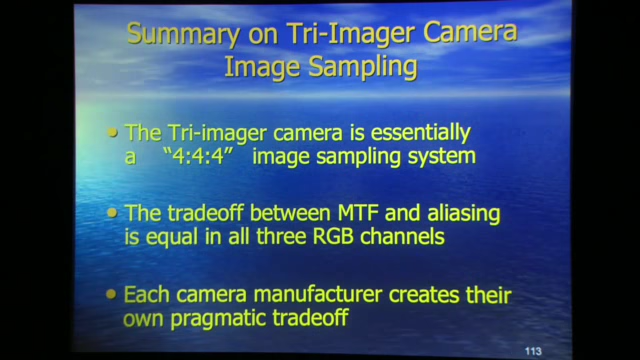 Summary on Tri-Imager Camera
Image Sampling
• The Tri-imager camera is essentially
a "4:4:4" image sampling system
• The tradeoff between MTF and aliasing
is equal in all three RGB channels
• Each camera manufacturer creates their
own pragmatic tradeoff
113